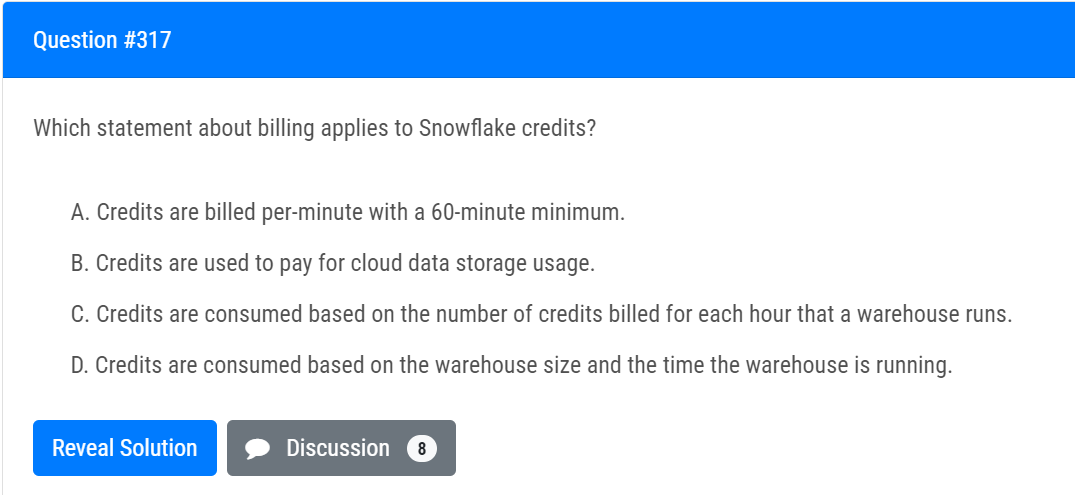 Question #317
Which statement about billing applies to Snowflake credits?
A. Credits are billed per-minute with a 60-minute minimum.
B. Credits are used to pay for cloud data storage usage.
C. Credits are consumed based on the number of credits billed for each hour that a warehouse runs.
D. Credits are consumed based on the warehouse size and the time the warehouse is running.
Reveal Solution Discussion 8